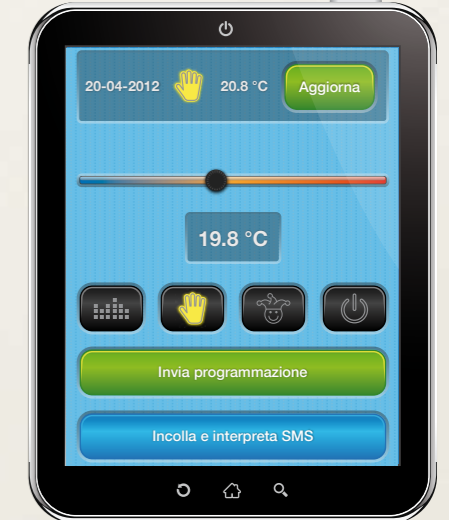 20-04-2012 20.8 °C Aggiorna
19.8 °C
Invia programmazione
Incolla e interpreta SMS